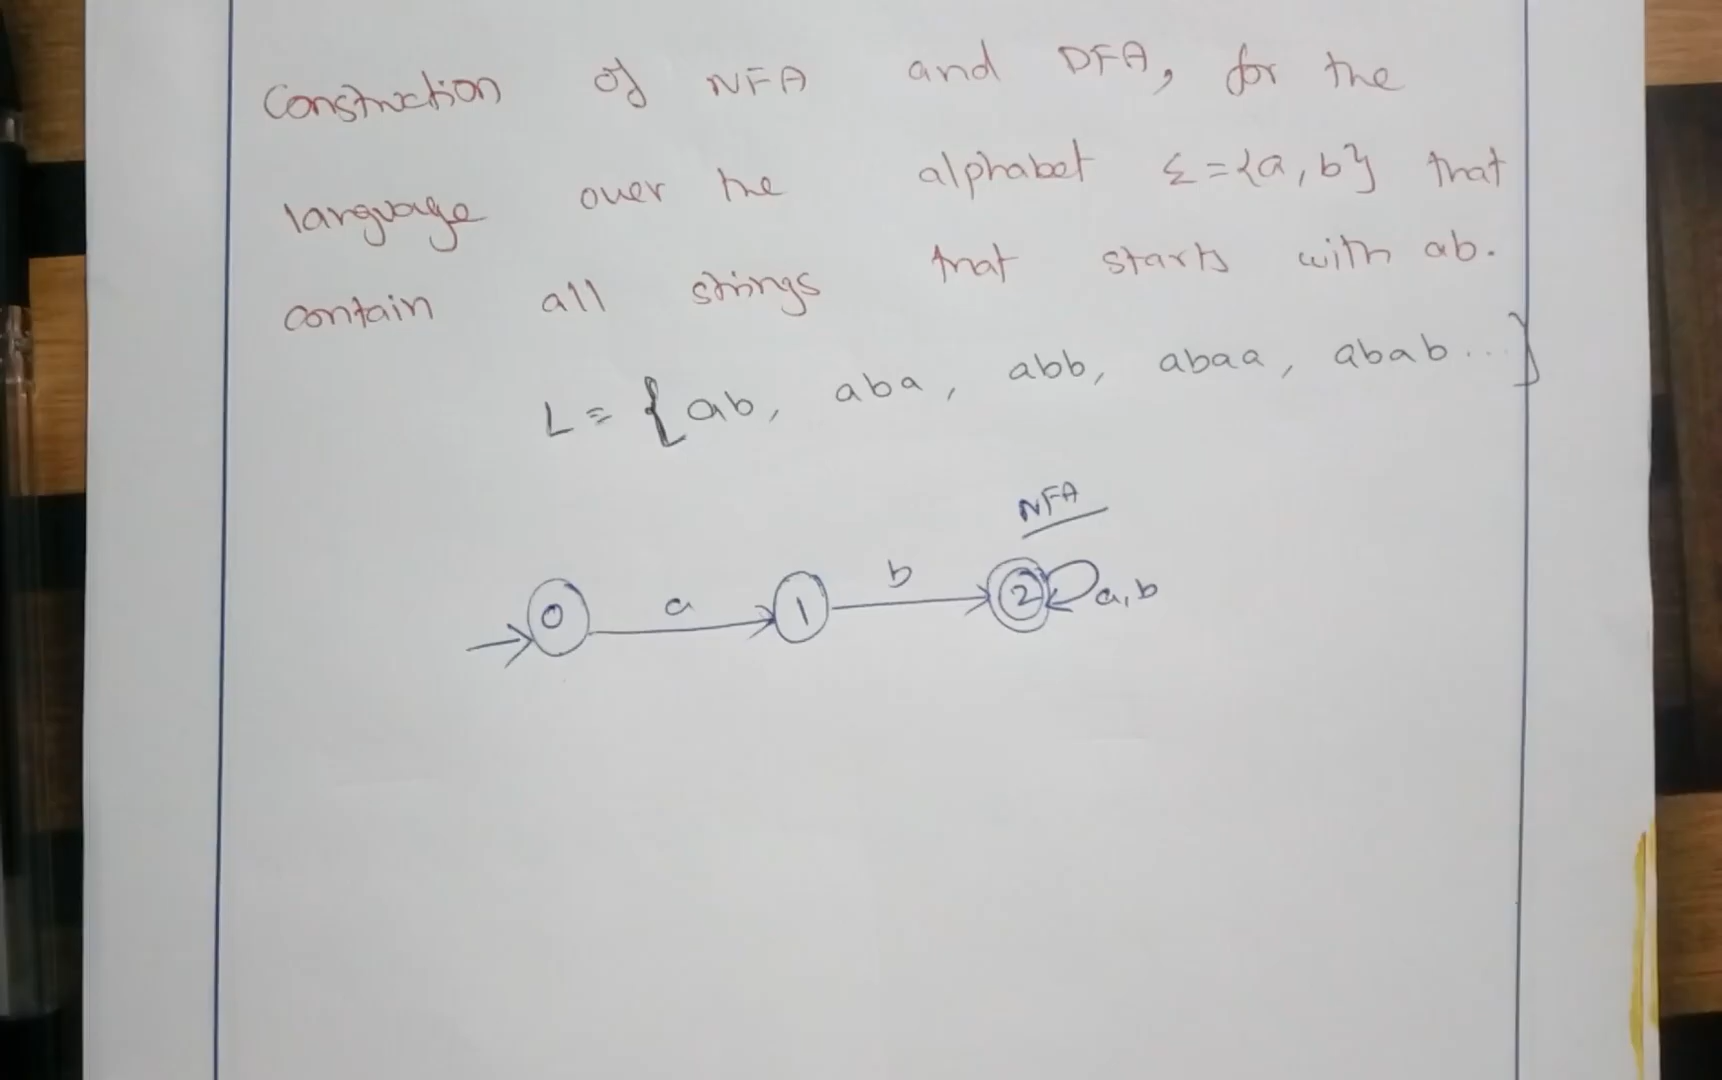 Construction of NFA and DFA, for the
language over the alphabet Σ={a,b} that
contain all strings that starts with ab.
L = {ab, aba, abb, abaa, abab...}
NFA
0 a 1 b 2 a,b